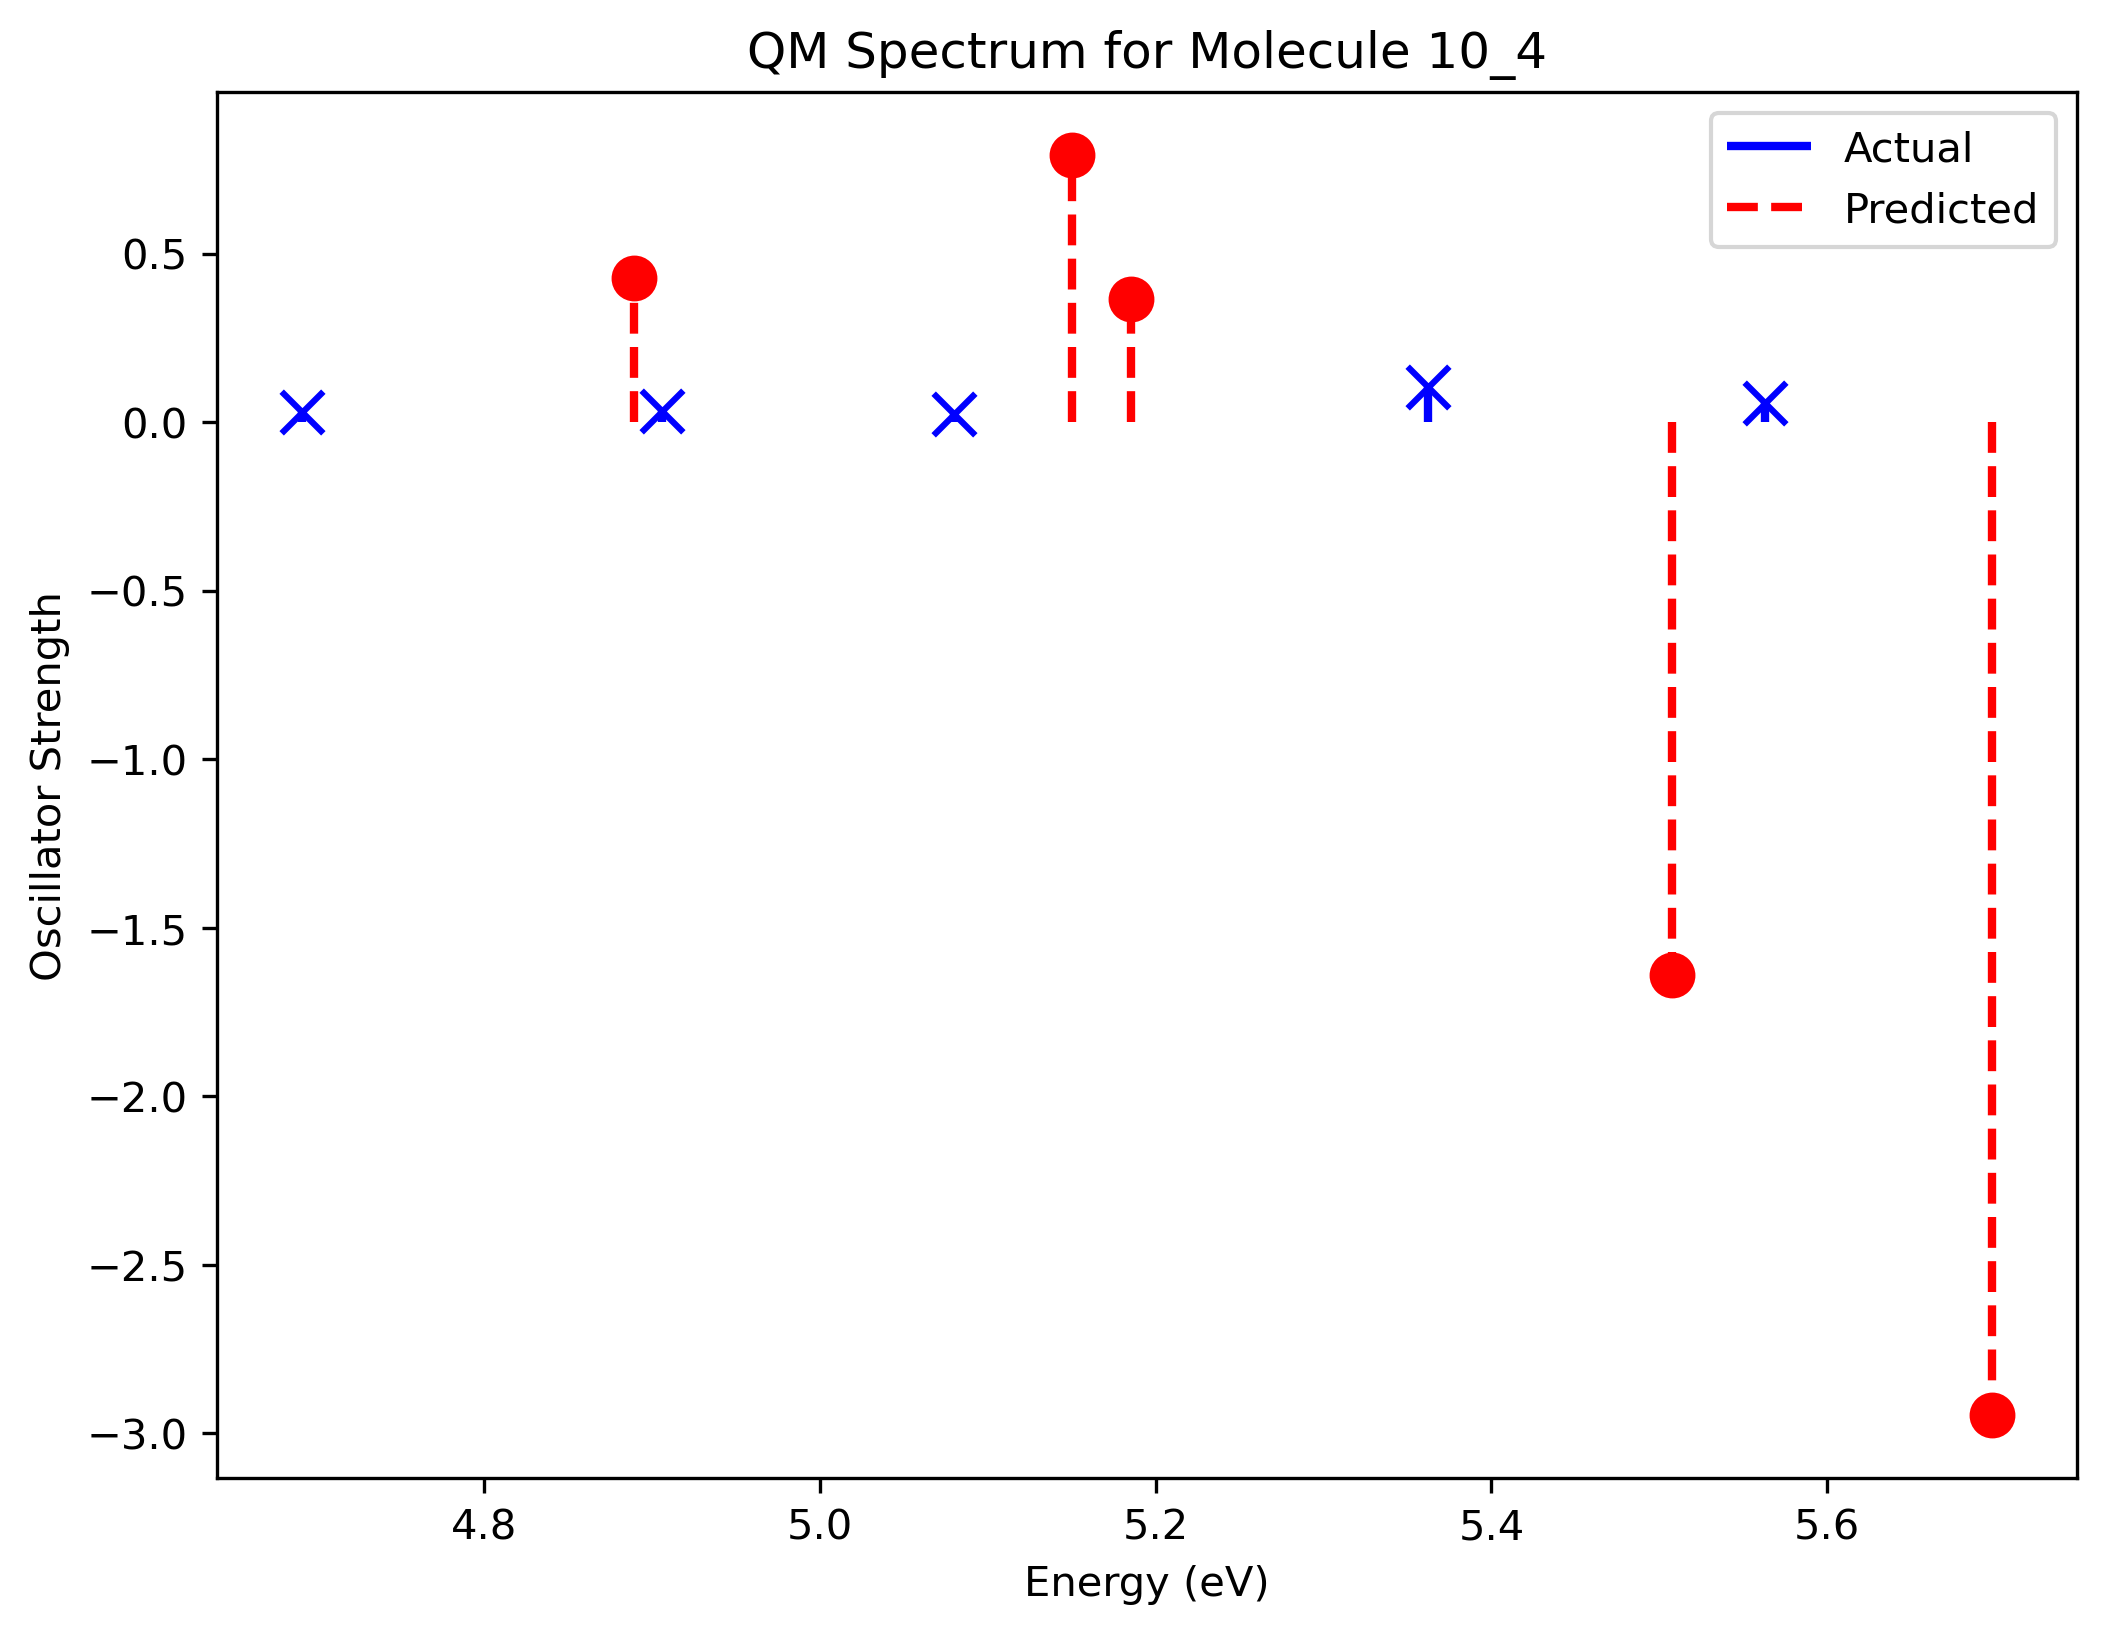 QM Spectrum for Molecule 10_4
Actual
Predicted
0.5
0.0
−0.5
−1.0
−1.5
−2.0
−2.5
−3.0
Oscillator Strength
4.8 5.0 5.2 5.4 5.6
Energy (eV)